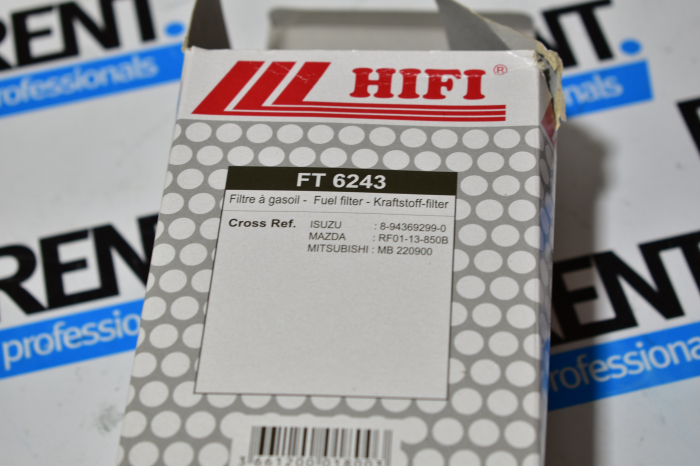 RENT.
professionals
RENT.
professionals
HIFI®
FT 6243
Filtre à gasoil - Fuel filter - Kraftstoff-filter
Cross Ref.
ISUZU : 8-94369299-0
MAZDA : RF01-13-850B
MITSUBISHI : MB 220900
RENT.
professionals
RENT.
professionals